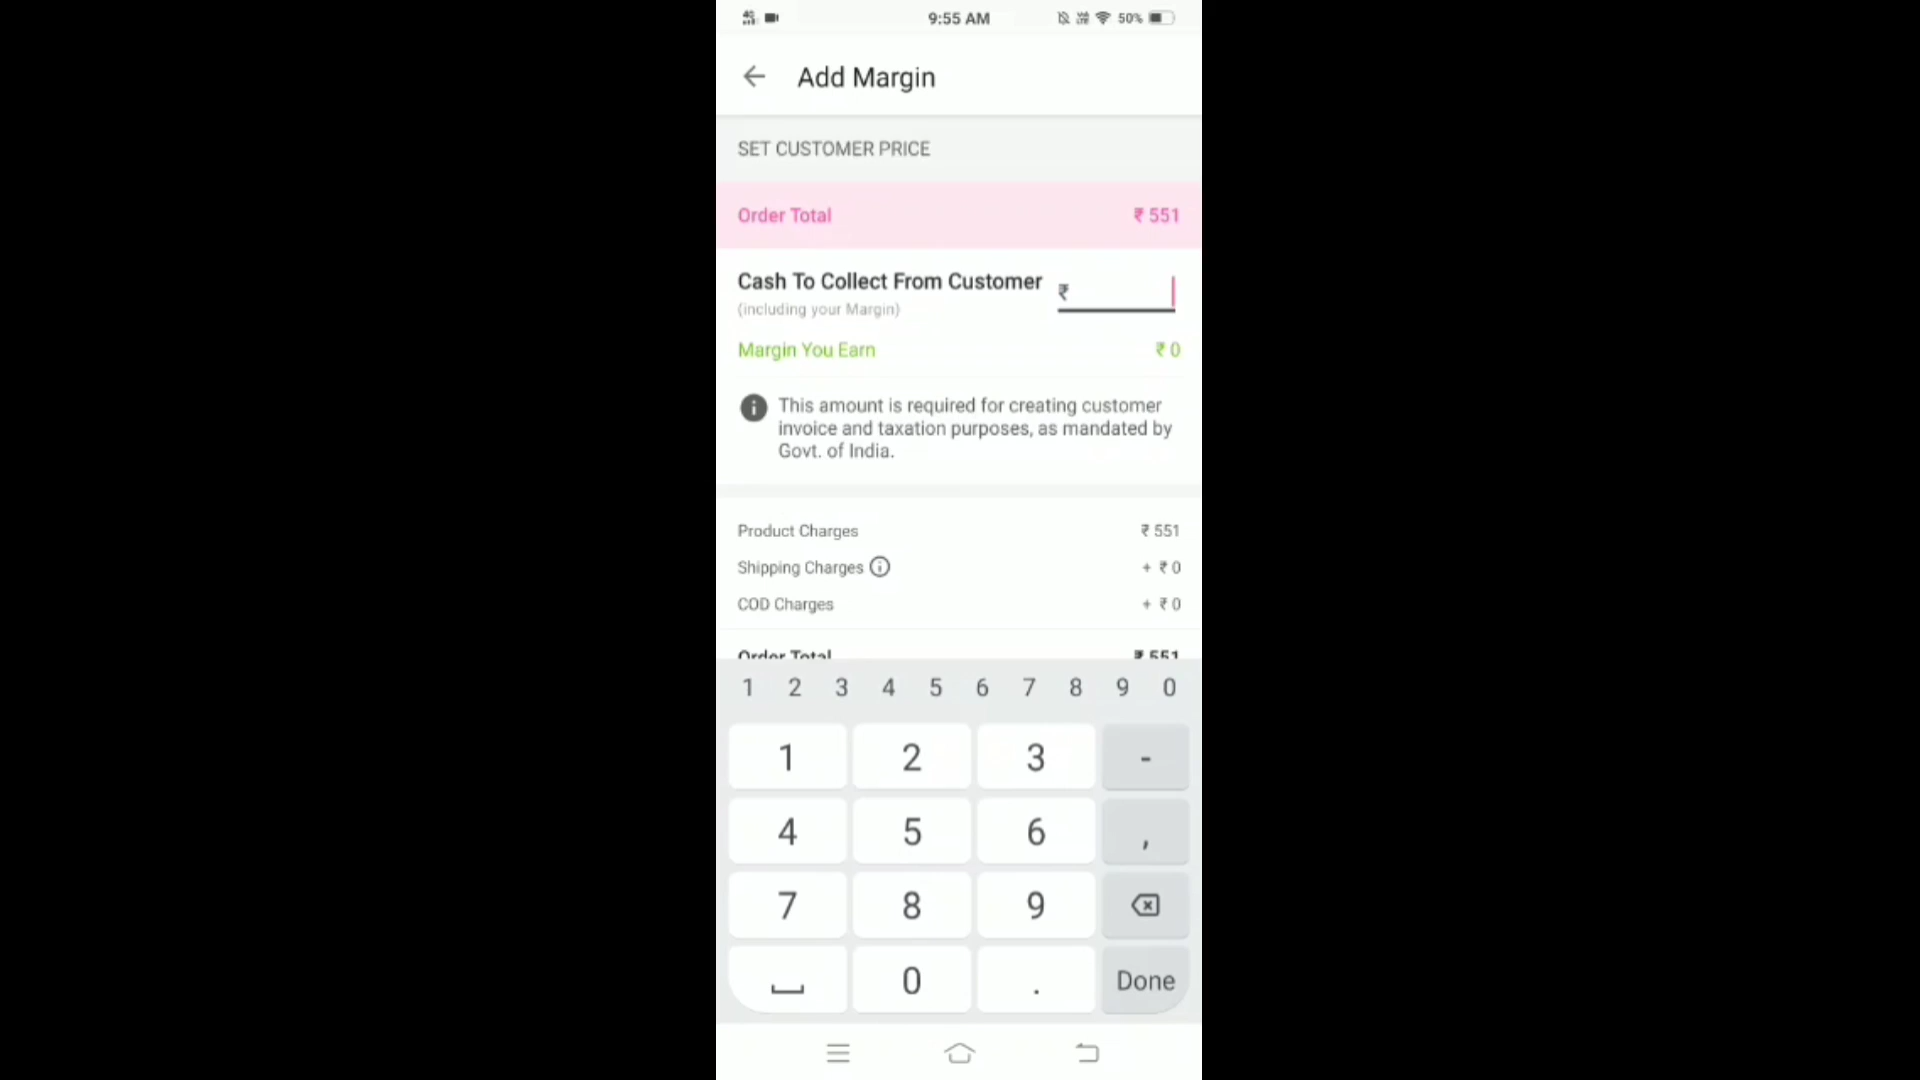 9:55 AM
50%
Add Margin
SET CUSTOMER PRICE
Order Total ₹ 551
Cash To Collect From Customer ₹
(including your Margin)
Margin You Earn ₹ 0
This amount is required for creating customer
invoice and taxation purposes, as mandated by
Govt. of India.
Product Charges ₹ 551
Shipping Charges + ₹ 0
COD Charges + ₹ 0
Order Total ₹ 551
1 2 3 4 5 6 7 8 9 0
1 2 3 -
4 5 6 ,
7 8 9
0 . Done